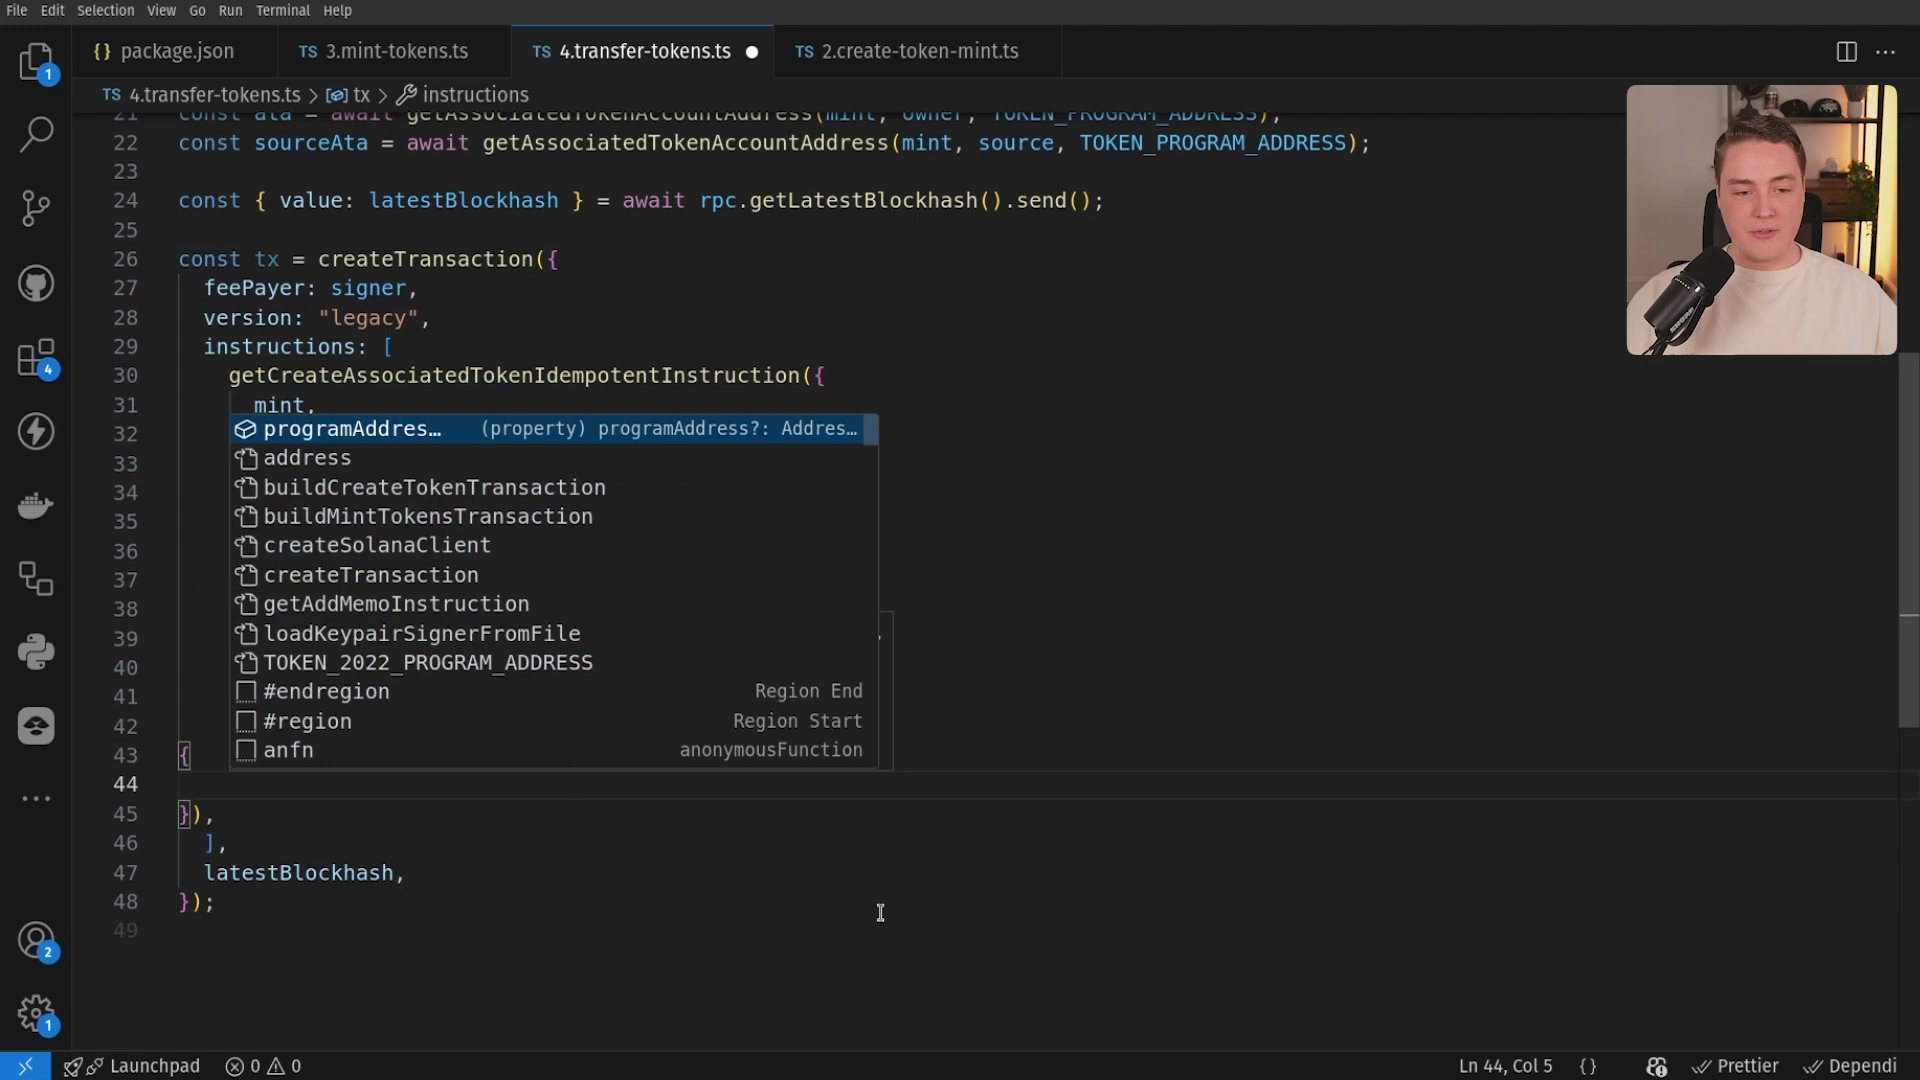 File Edit Selection View Go Run Terminal Help
{} package.json
TS 3.mint-tokens.ts
TS 4.transfer-tokens.ts
TS 2.create-token-mint.ts
TS 4.transfer-tokens.ts > tx > instructions
21 const ata = await getAssociatedTokenAccountAddress(mint, owner, TOKEN_PROGRAM_ADDRESS);
22 const sourceAta = await getAssociatedTokenAccountAddress(mint, source, TOKEN_PROGRAM_ADDRESS);
23
24 const { value: latestBlockhash } = await rpc.getLatestBlockhash().send();
25
26 const tx = createTransaction({
27 feePayer: signer,
28 version: "legacy",
29 instructions: [
30 getCreateAssociatedTokenIdempotentInstruction({
31 mint,
32 programAddres… (property) programAddress?: Addres…
33 address
34 buildCreateTokenTransaction
35 buildMintTokensTransaction
36 createSolanaClient
37 createTransaction
38 getAddMemoInstruction
39 loadKeypairSignerFromFile
40 TOKEN_2022_PROGRAM_ADDRESS
41 #endregion Region End
42 #region Region Start
43 { anfn anonymousFunction
44
45 }),
46 ],
47 latestBlockhash,
48 });
49
1
4
2
1
SHURE
Launchpad 0 0 Ln 44, Col 5 {} Prettier Dependi